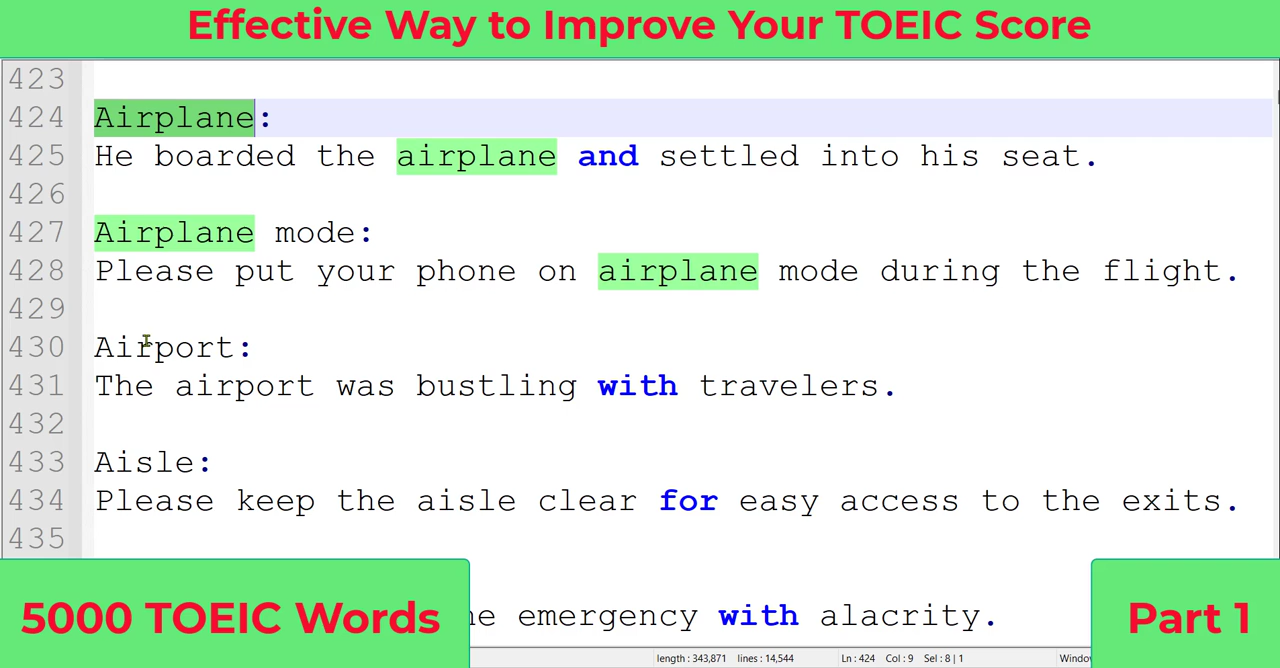 Effective Way to Improve Your TOEIC Score
423
424 Airplane:
425 He boarded the airplane and settled into his seat.
426
427 Airplane mode:
428 Please put your phone on airplane mode during the flight.
429
430 Airport:
431 The airport was bustling with travelers.
432
433 Aisle:
434 Please keep the aisle clear for easy access to the exits.
435
emergency with alacrity.
5000 TOEIC Words
Part 1
length : 343,871 lines : 14,544 Ln : 424 Col : 9 Sel : 8 | 1